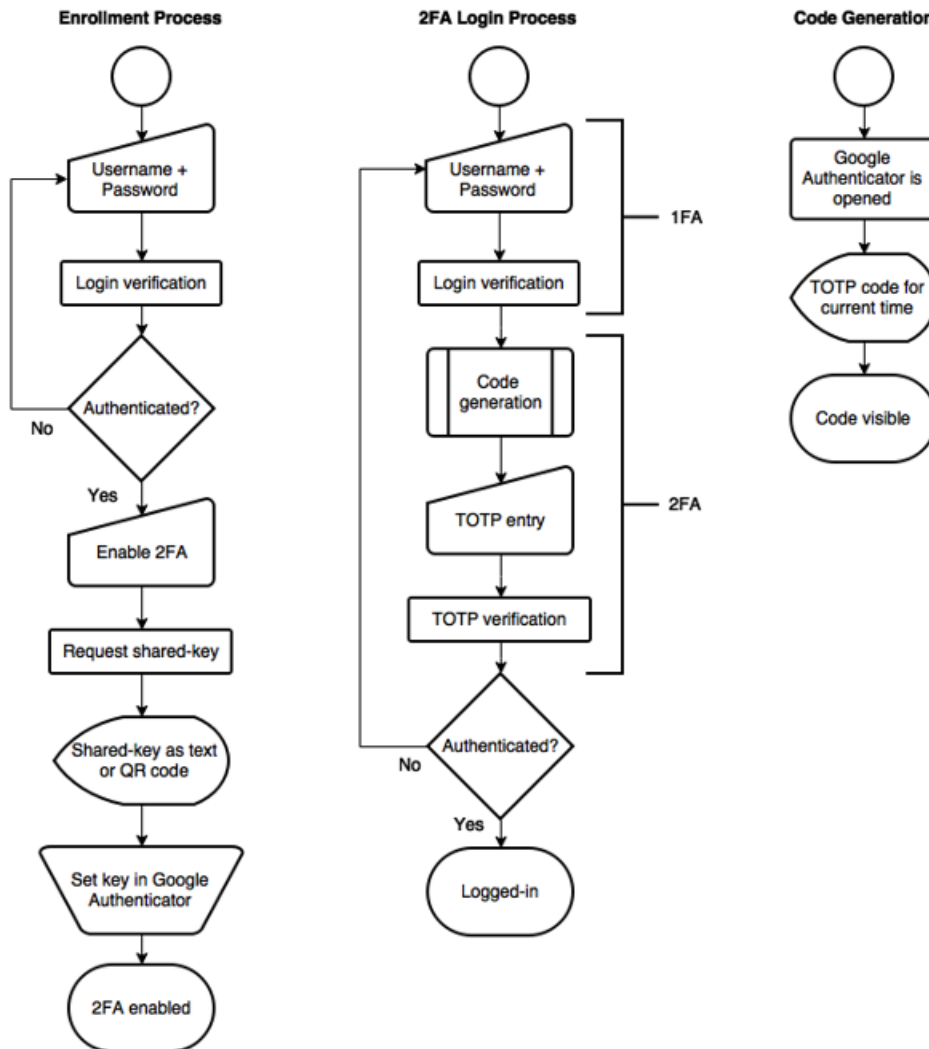 Enrollment Process
Username +
Password
Login verification
Authenticated?
No
Yes
Enable 2FA
Request shared-key
Shared-key as text
or QR code
Set key in Google
Authenticator
2FA enabled
2FA Login Process
Username +
Password
1FA
Login verification
Code
generation
TOTP entry
2FA
TOTP verification
Authenticated?
No
Yes
Logged-in
Code Generation
Google
Authenticator is
opened
TOTP code for
current time
Code visible